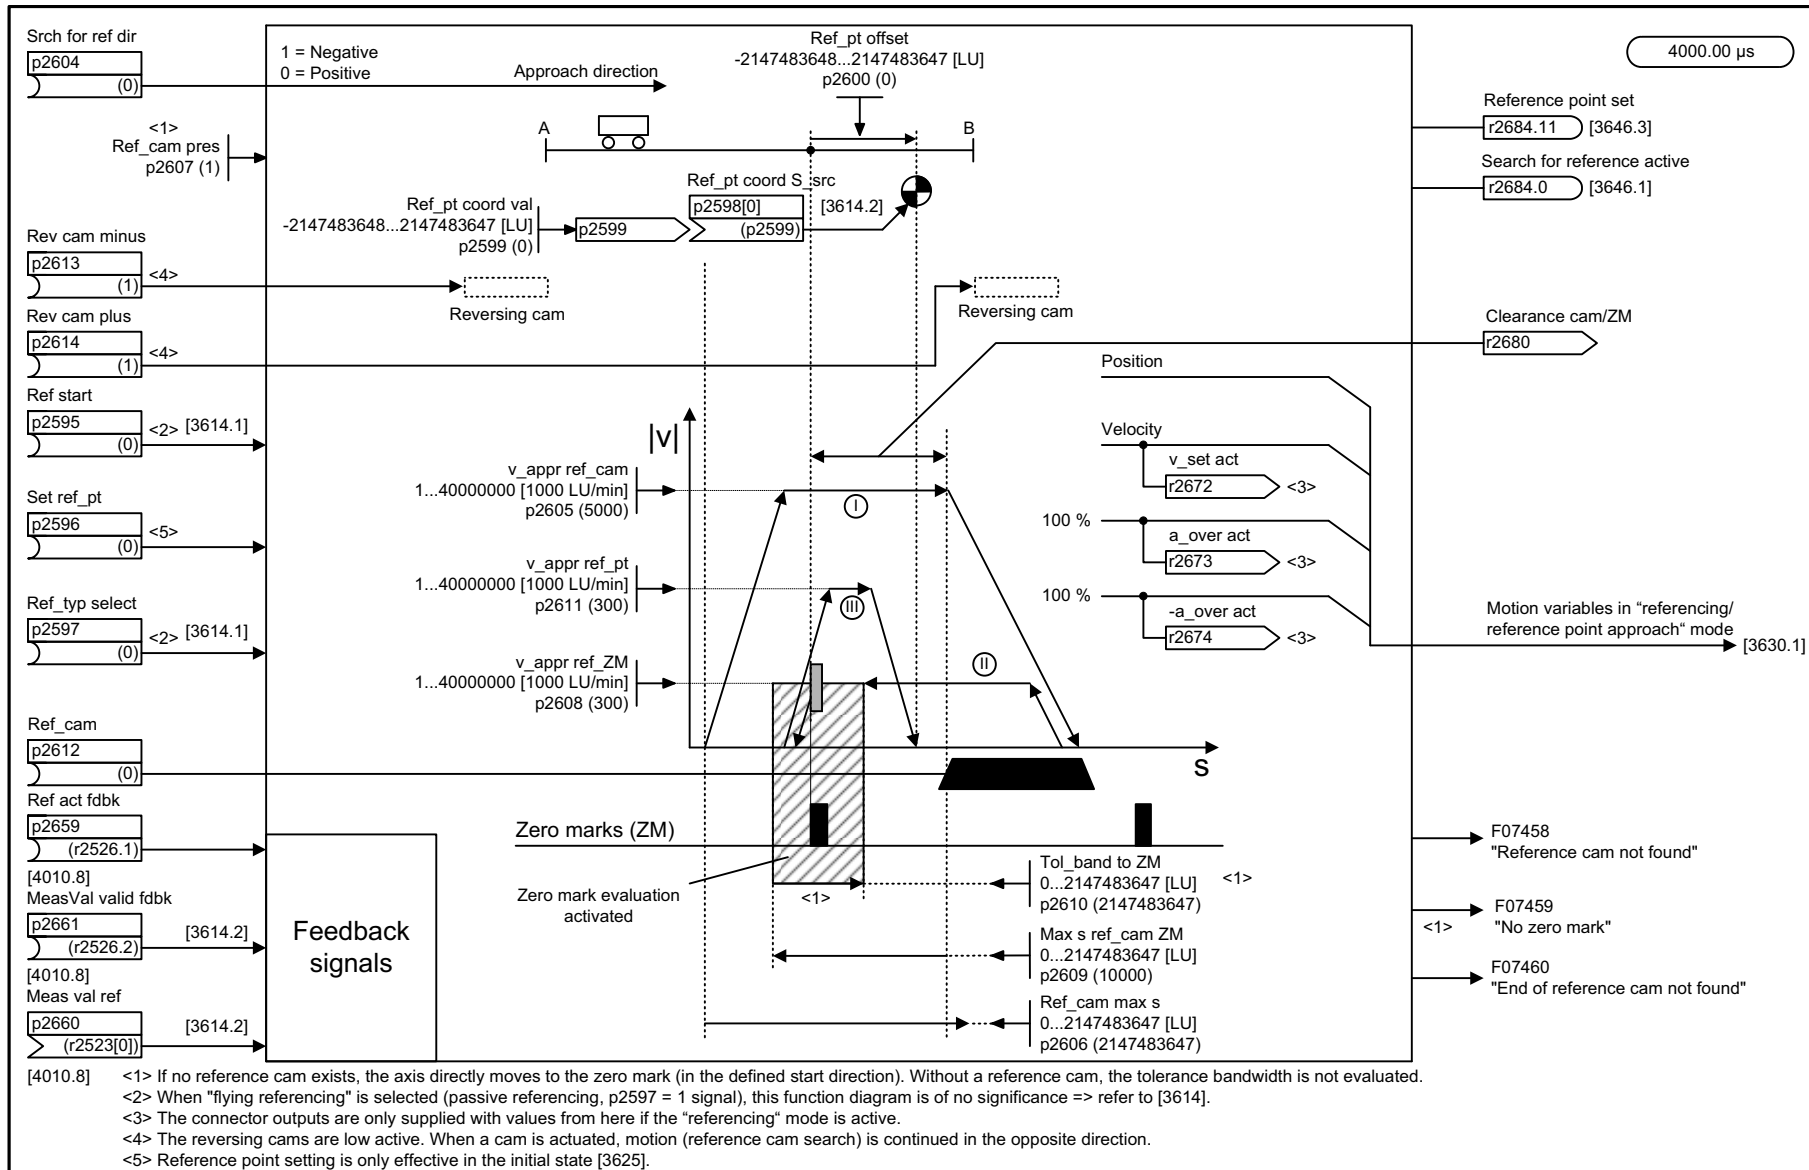 Srch for ref dir
p2604
(0)
1 = Negative
0 = Positive
Approach direction
Ref_pt offset
-2147483648...2147483647 [LU]
p2600 (0)
4000.00 µs
<1>
Ref_cam pres
p2607 (1)
A
B
Reference point set
r2684.11
[3646.3]
Search for reference active
r2684.0
[3646.1]
Ref_pt coord val
-2147483648...2147483647 [LU]
p2599 (0)
p2599
Ref_pt coord S_src
p2598[0]
(p2599)
[3614.2]
Rev cam minus
p2613
(1)
<4>
Reversing cam
Reversing cam
Rev cam plus
p2614
(1)
<4>
Clearance cam/ZM
r2680
Ref start
p2595
(0)
<2> [3614.1]
Position
Velocity
v_set act
r2672
<3>
|v|
v_appr ref_cam
1...40000000 [1000 LU/min]
p2605 (5000)
I
Set ref_pt
p2596
(0)
<5>
100 %
a_over act
r2673
<3>
v_appr ref_pt
1...40000000 [1000 LU/min]
p2611 (300)
III
Ref_typ select
p2597
(0)
<2> [3614.1]
100 %
-a_over act
r2674
<3>
Motion variables in “referencing/
reference point approach“ mode
[3630.1]
v_appr ref_ZM
1...40000000 [1000 LU/min]
p2608 (300)
II
Ref_cam
p2612
(0)
s
Ref act fdbk
p2659
(r2526.1)
[4010.8]
Zero marks (ZM)
Zero mark evaluation
activated
<1>
Tol_band to ZM
0...2147483647 [LU]
p2610 (2147483647)
<1>
F07458
"Reference cam not found"
MeasVal valid fdbk
p2661
(r2526.2)
[3614.2]
[4010.8]
Feedback
signals
Max s ref_cam ZM
0...2147483647 [LU]
p2609 (10000)
<1>
F07459
"No zero mark"
Meas val ref
p2660
(r2523[0])
[3614.2]
[4010.8]
Ref_cam max s
0...2147483647 [LU]
p2606 (2147483647)
F07460
"End of reference cam not found"
<1> If no reference cam exists, the axis directly moves to the zero mark (in the defined start direction). Without a reference cam, the tolerance bandwidth is not evaluated.
<2> When "flying referencing" is selected (passive referencing, p2597 = 1 signal), this function diagram is of no significance => refer to [3614].
<3> The connector outputs are only supplied with values from here if the “referencing“ mode is active.
<4> The reversing cams are low active. When a cam is actuated, motion (reference cam search) is continued in the opposite direction.
<5> Reference point setting is only effective in the initial state [3625].